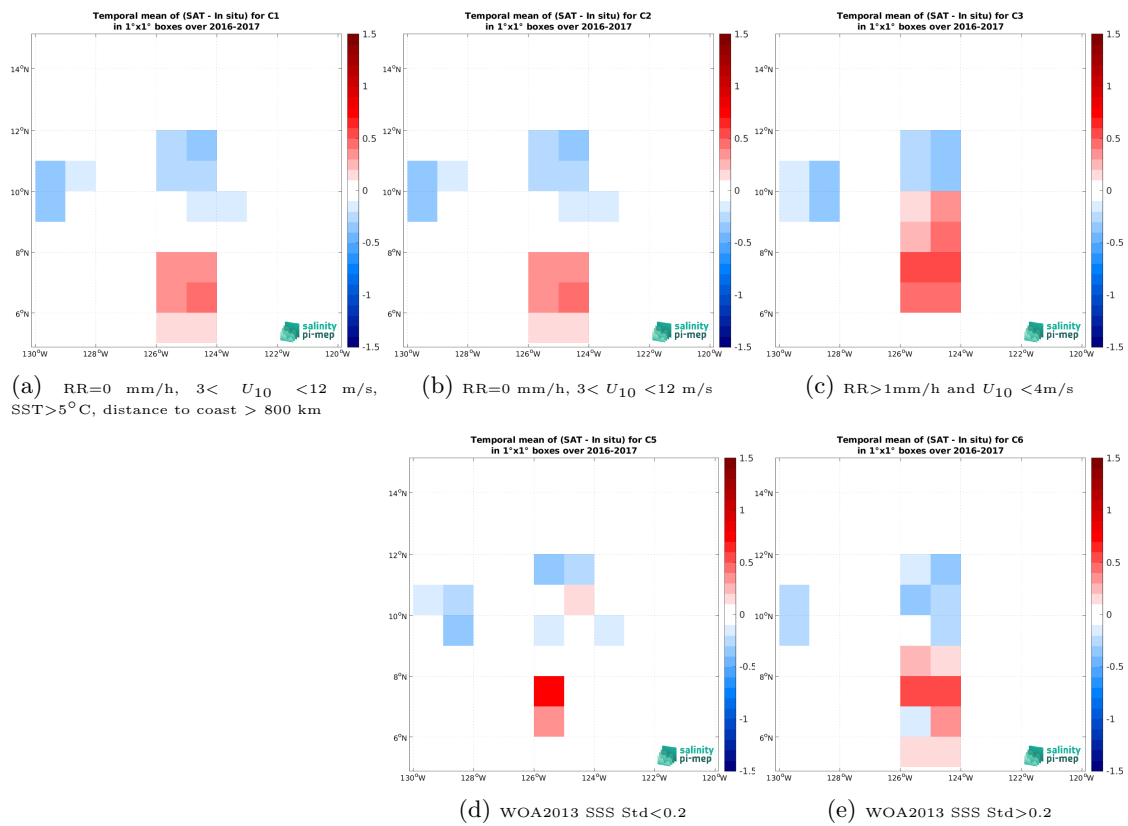 Temporal mean of (SAT - In situ) for C1
in 1°x1° boxes over 2016-2017
14°N
12°N
10°N
8°N
6°N
130°W 128°W 126°W 124°W 122°W 120°W
1.5
1
0.5
0
-0.5
-1
-1.5
salinity
pi-mep
(a) RR=0 mm/h, 3< U10 <12 m/s,
SST>5°C, distance to coast > 800 km
Temporal mean of (SAT - In situ) for C2
in 1°x1° boxes over 2016-2017
14°N
12°N
10°N
8°N
6°N
130°W 128°W 126°W 124°W 122°W 120°W
1.5
1
0.5
0
-0.5
-1
-1.5
salinity
pi-mep
(b) RR=0 mm/h, 3< U10 <12 m/s
Temporal mean of (SAT - In situ) for C3
in 1°x1° boxes over 2016-2017
14°N
12°N
10°N
8°N
6°N
130°W 128°W 126°W 124°W 122°W 120°W
1.5
1
0.5
0
-0.5
-1
-1.5
salinity
pi-mep
(c) RR>1mm/h and U10 <4m/s
Temporal mean of (SAT - In situ) for C5
in 1°x1° boxes over 2016-2017
14°N
12°N
10°N
8°N
6°N
130°W 128°W 126°W 124°W 122°W 120°W
1.5
1
0.5
0
-0.5
-1
-1.5
salinity
pi-mep
(d) WOA2013 SSS Std<0.2
Temporal mean of (SAT - In situ) for C6
in 1°x1° boxes over 2016-2017
14°N
12°N
10°N
8°N
6°N
130°W 128°W 126°W 124°W 122°W 120°W
1.5
1
0.5
0
-0.5
-1
-1.5
salinity
pi-mep
(e) WOA2013 SSS Std>0.2